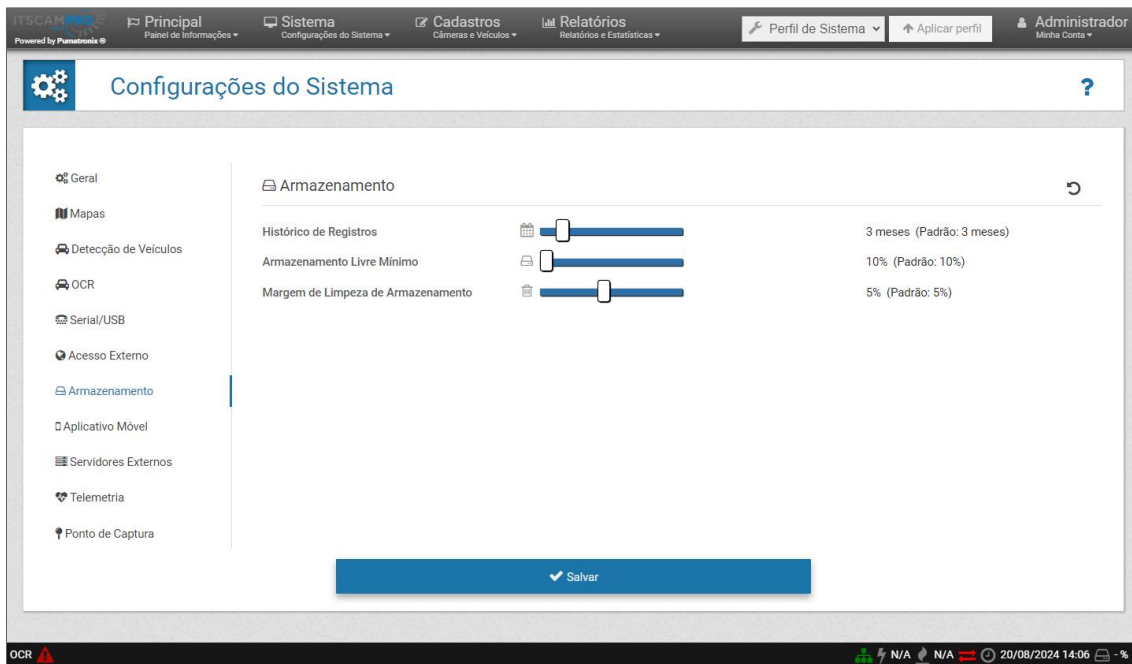 ITSCAMPRO
Powered by Pumatronix ®
Principal
Painel de Informações
Sistema
Configurações do Sistema
Cadastros
Câmeras e Veículos
Relatórios
Relatórios e Estatísticas
Perfil de Sistema
Aplicar perfil
Administrador
Minha Conta
Configurações do Sistema
?
Geral
Mapas
Detecção de Veículos
OCR
Serial/USB
Acesso Externo
Armazenamento
Aplicativo Móvel
Servidores Externos
Telemetria
Ponto de Captura
Armazenamento
Histórico de Registros 3 meses (Padrão: 3 meses)
Armazenamento Livre Mínimo 10% (Padrão: 10%)
Margem de Limpeza de Armazenamento 5% (Padrão: 5%)
Salvar
OCR N/A N/A 20/08/2024 14:06 - %